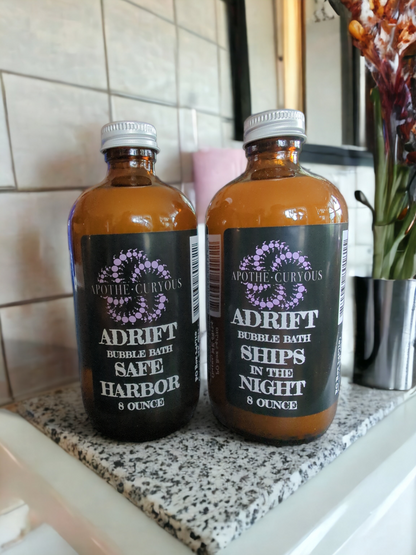 APOTHE·CURYOUS
ADRIFT
BUBBLE BATH
SAFE
HARBOR
8 OUNCE
APOTHE·CURYOUS
ADRIFT
BUBBLE BATH
SHIPS
IN THE
NIGHT
8 OUNCE